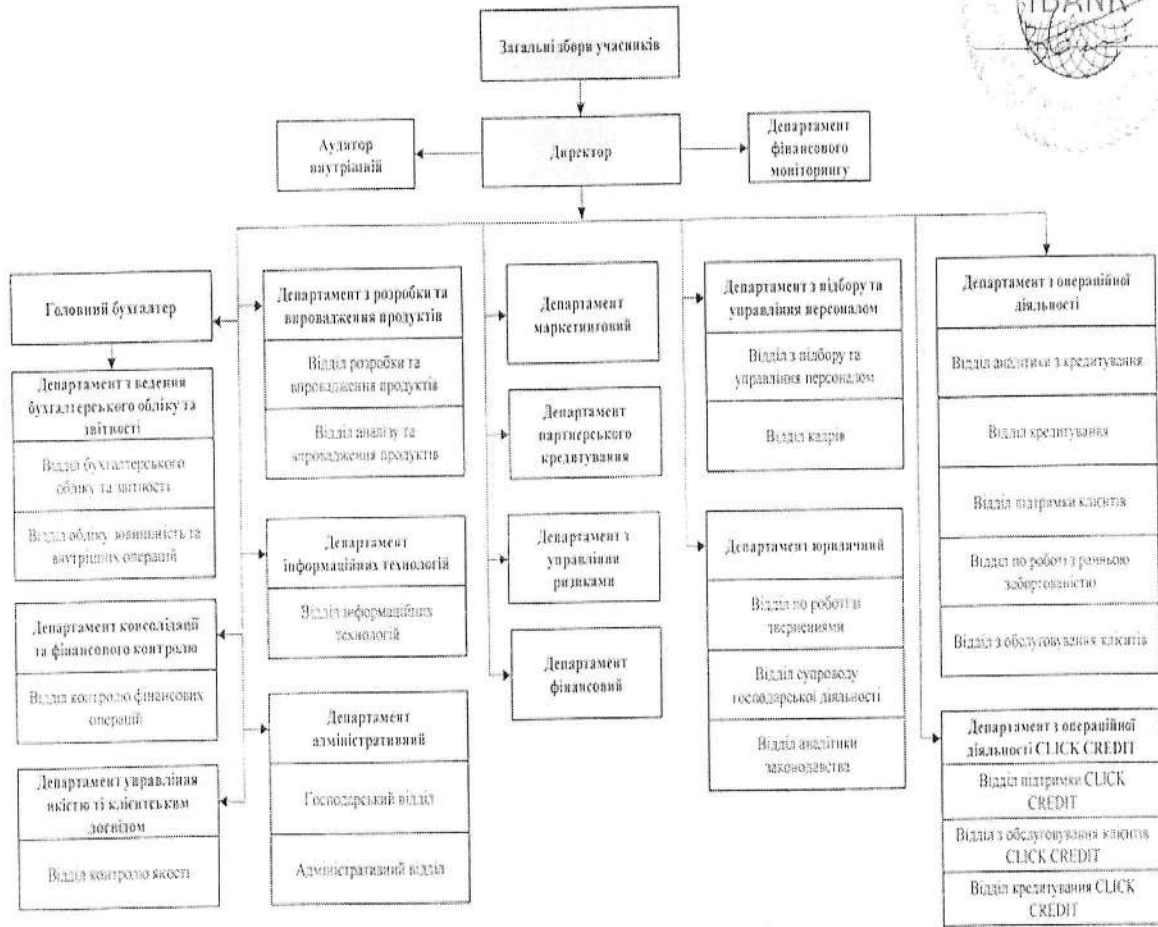 IBANK
Загальні збори учасників
Аудитор
внутрішній
Директор
Департамент
фінансового
моніторингу
Головний бухгалтер
Департамент з ведення
бухгалтерського обліку та
звітності
Відділ бухгалтерського
обліку та звітності
Відділ обліку зовнішність та
внутрішніх операцій
Департамент консолідації
та фінансового контролю
Відділ контролю фінансових
операцій
Департамент управління
якістю ті клієнтським
досвідом
Відділ контролю якості
Департамент з розробки та
впровадження продуктів
Відділ розробки та
впровадження продуктів
Відділ аналізу та
впровадження продуктів
Департамент
інформаційних технологій
Відділ інформаційних
технологій
Департамент
адміністративний
Господарський відділ
Адміністративний відділ
Департамент
маркетинговий
Департамент
партнерського
кредитування
Департамент з
управління
ризиками
Департамент
фінансовий
Департамент з підбору та
управління персоналом
Відділ з підбору та
управління персоналом
Відділ кадрів
Департамент юридичний
Відділ по роботі зі
зверненнями
Відділ супроводу
господарської діяльності
Відділ аналітики
законодавства
Департамент з операційної
діяльності
Відділ аналітики з кредитування
Відділ кредитування
Відділ підтримки клієнтів
Відділ по роботі з ранньою
заборгованістю
Відділ з обслуговування клієнтів
Департамент з операційної
діяльності CLICK CREDIT
Відділ підтримки CLICK
CREDIT
Відділ з обслуговування клієнтів
CLICK CREDIT
Відділ кредитування CLICK
CREDIT